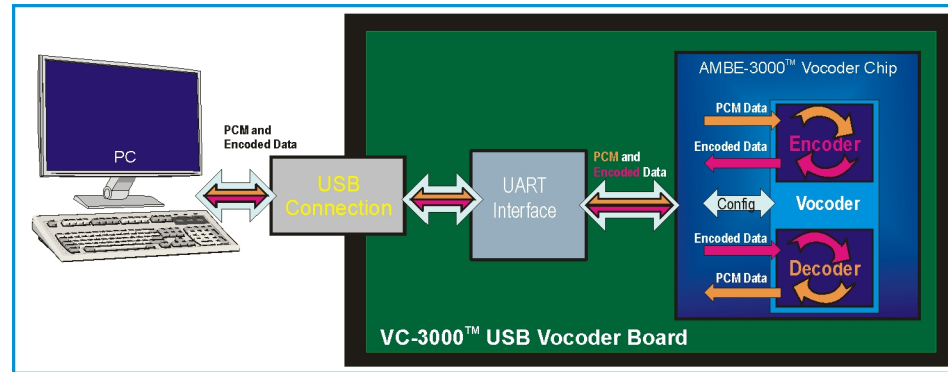 PC
PCM and
Encoded Data
USB
Connection
UART
Interface
PCM and
Encoded Data
AMBE-3000™ Vocoder Chip
PCM Data
Encoded Data
Encoder
Config
Vocoder
Encoded Data
PCM Data
Decoder
VC-3000™ USB Vocoder Board